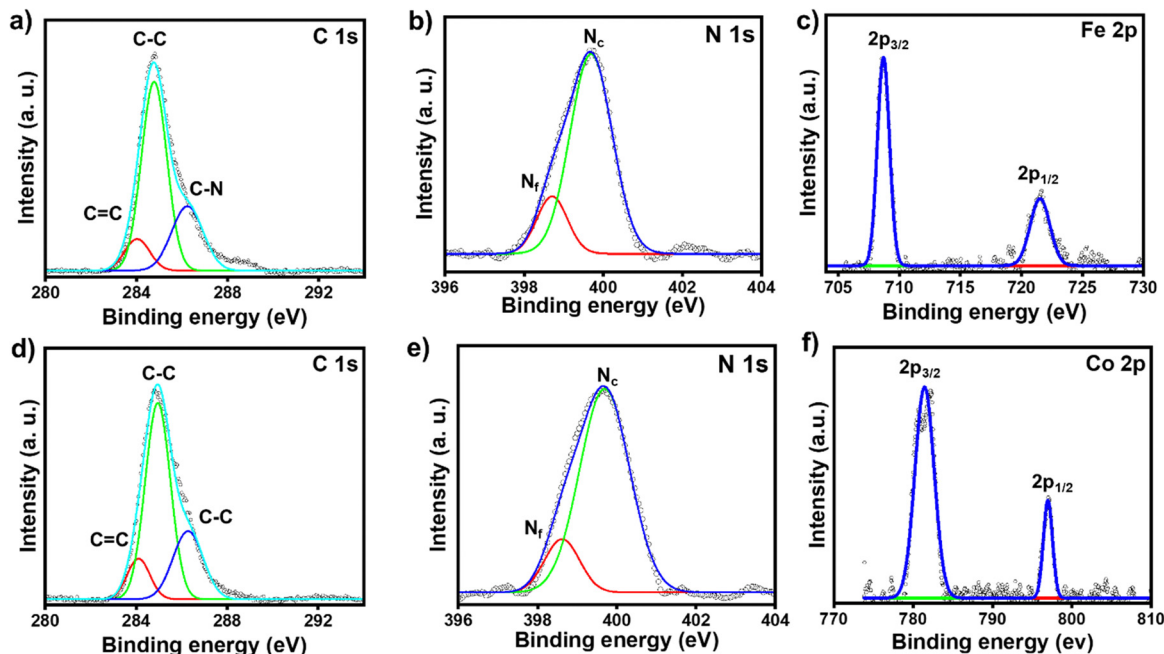 a)
C 1s
C-C
C-N
C=C
Intensity (a. u.)
280 284 288 292
Binding energy (eV)
b)
N 1s
Nc
Nf
Intensity (a. u.)
396 398 400 402 404
Binding energy (eV)
c)
Fe 2p
2p3/2
2p1/2
Intensity (a. u.)
705 710 715 720 725 730
Binding energy (eV)
d)
C 1s
C-C
C-C
C=C
Intensity (a. u.)
280 284 288 292
Binding energy (eV)
e)
N 1s
Nc
Nf
Intensity (a. u.)
396 398 400 402 404
Binding energy (eV)
f)
Co 2p
2p3/2
2p1/2
Intensity (a.u.)
770 780 790 800 810
Binding energy (ev)